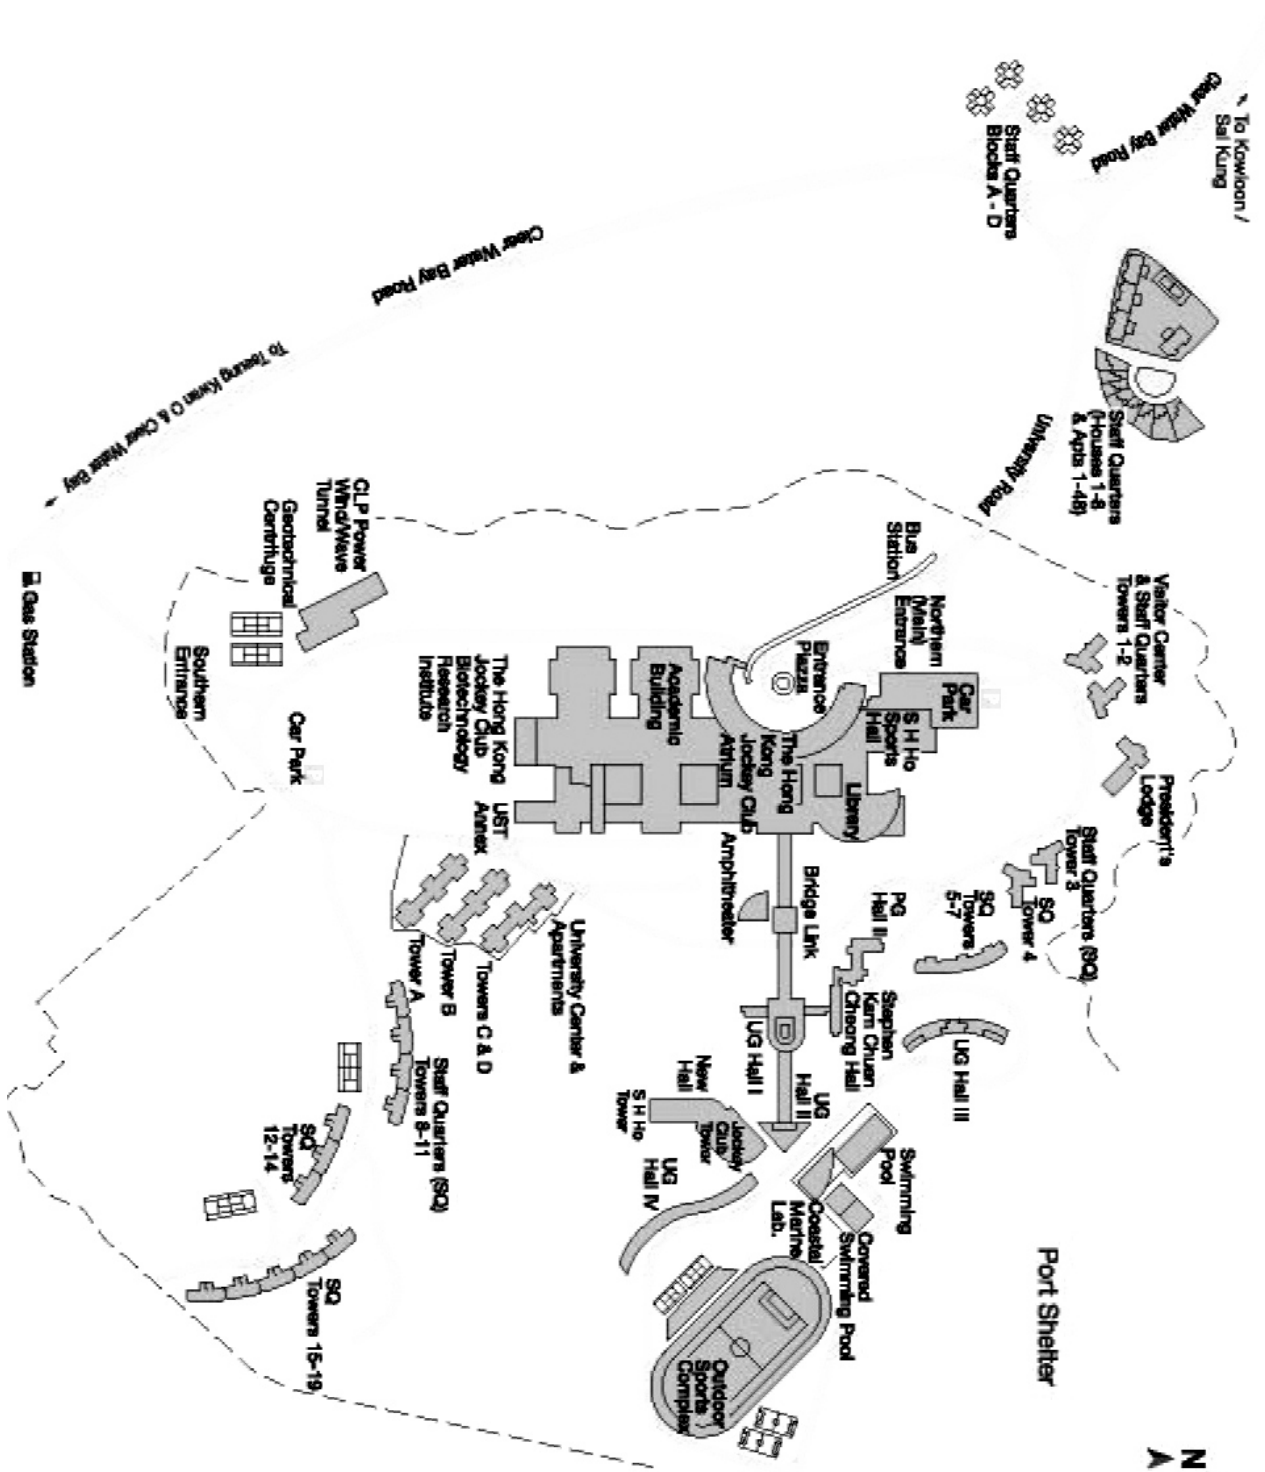 To Kowloon /
Sai Kung
Clear Water Bay Road
Staff Quarters
Blocks A - D
Clear Water Bay Road
To Tseung Kwan O & Clear Water Bay
Gas Station
University Road
Staff Quarters
(Houses 1-8
& Apts 1-48)
Visitor Center
& Staff Quarters
Towers 1-2
President's
Lodge
Bus
Station
Northern
(Main)
Entrance
Entrance
Piazza
Car
Park
S H Ho
Sports
Hall
Library
The Hong
Kong
Jockey Club
Atrium
Academic
Building
CLP Power
Wind/Wave
Tunnel
Geotechnical
Centrifuge
Southern
Entrance
Car Park
The Hong Kong
Jockey Club
Biotechnology
Research
Institute
UST
Annex
Amphitheater
Bridge Link
PG
Hall II
SQ
Towers
5-7
Staff Quarters (SQ)
Tower 3
SQ
Tower 4
University Center &
Apartments
Towers C & D
Tower B
Tower A
Stephen
Kam Chuen
Cheong Hall
UG Hall III
UG Hall I
UG
Hall II
New
Hall
S H Ho
Tower
Jockey
Club
Tower
UG
Hall IV
Staff Quarters (SQ)
Towers 8-11
SQ
Towers
12-14
SQ
Towers 15-19
Swimming
Pool
Coastal
Marine
Lab.
Covered
Swimming Pool
Outdoor
Sports
Complex
Port Shelter
N